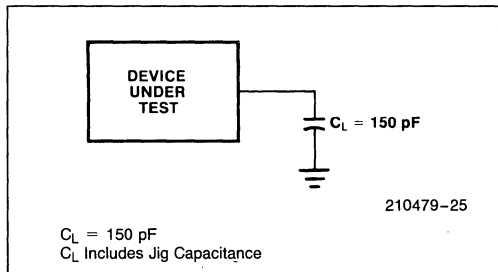 DEVICE
UNDER
TEST
C_L = 150 pF
210479–25
C_L = 150 pF
C_L Includes Jig Capacitance